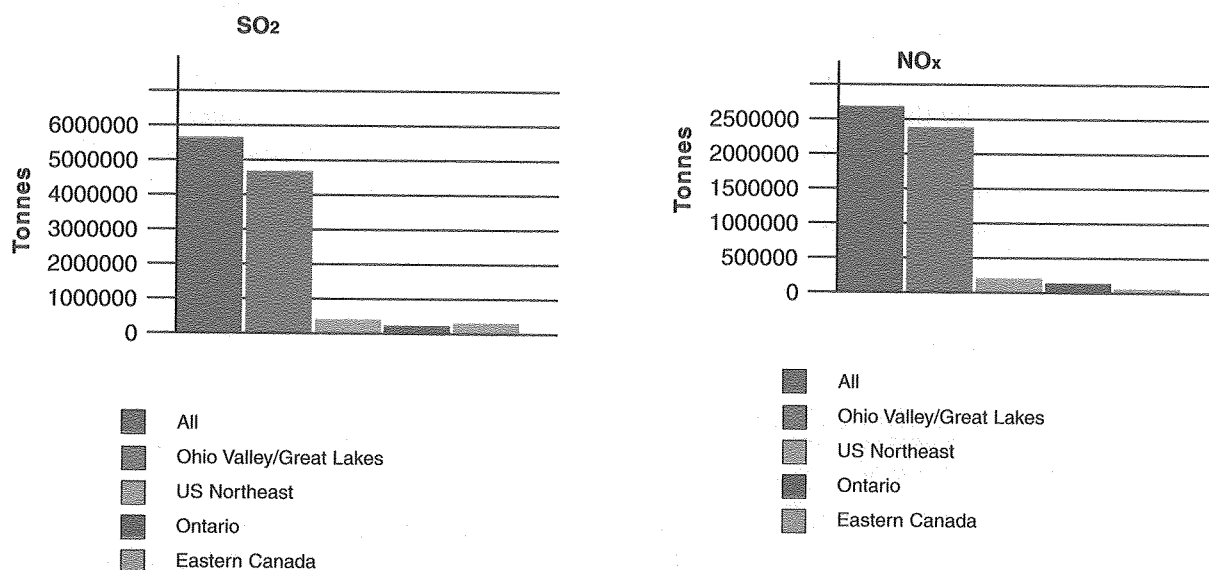 SO2
Tonnes
6000000
5000000
4000000
3000000
2000000
1000000
0
All
Ohio Valley/Great Lakes
US Northeast
Ontario
Eastern Canada
NOx
Tonnes
2500000
2000000
1500000
1000000
500000
0
All
Ohio Valley/Great Lakes
US Northeast
Ontario
Eastern Canada